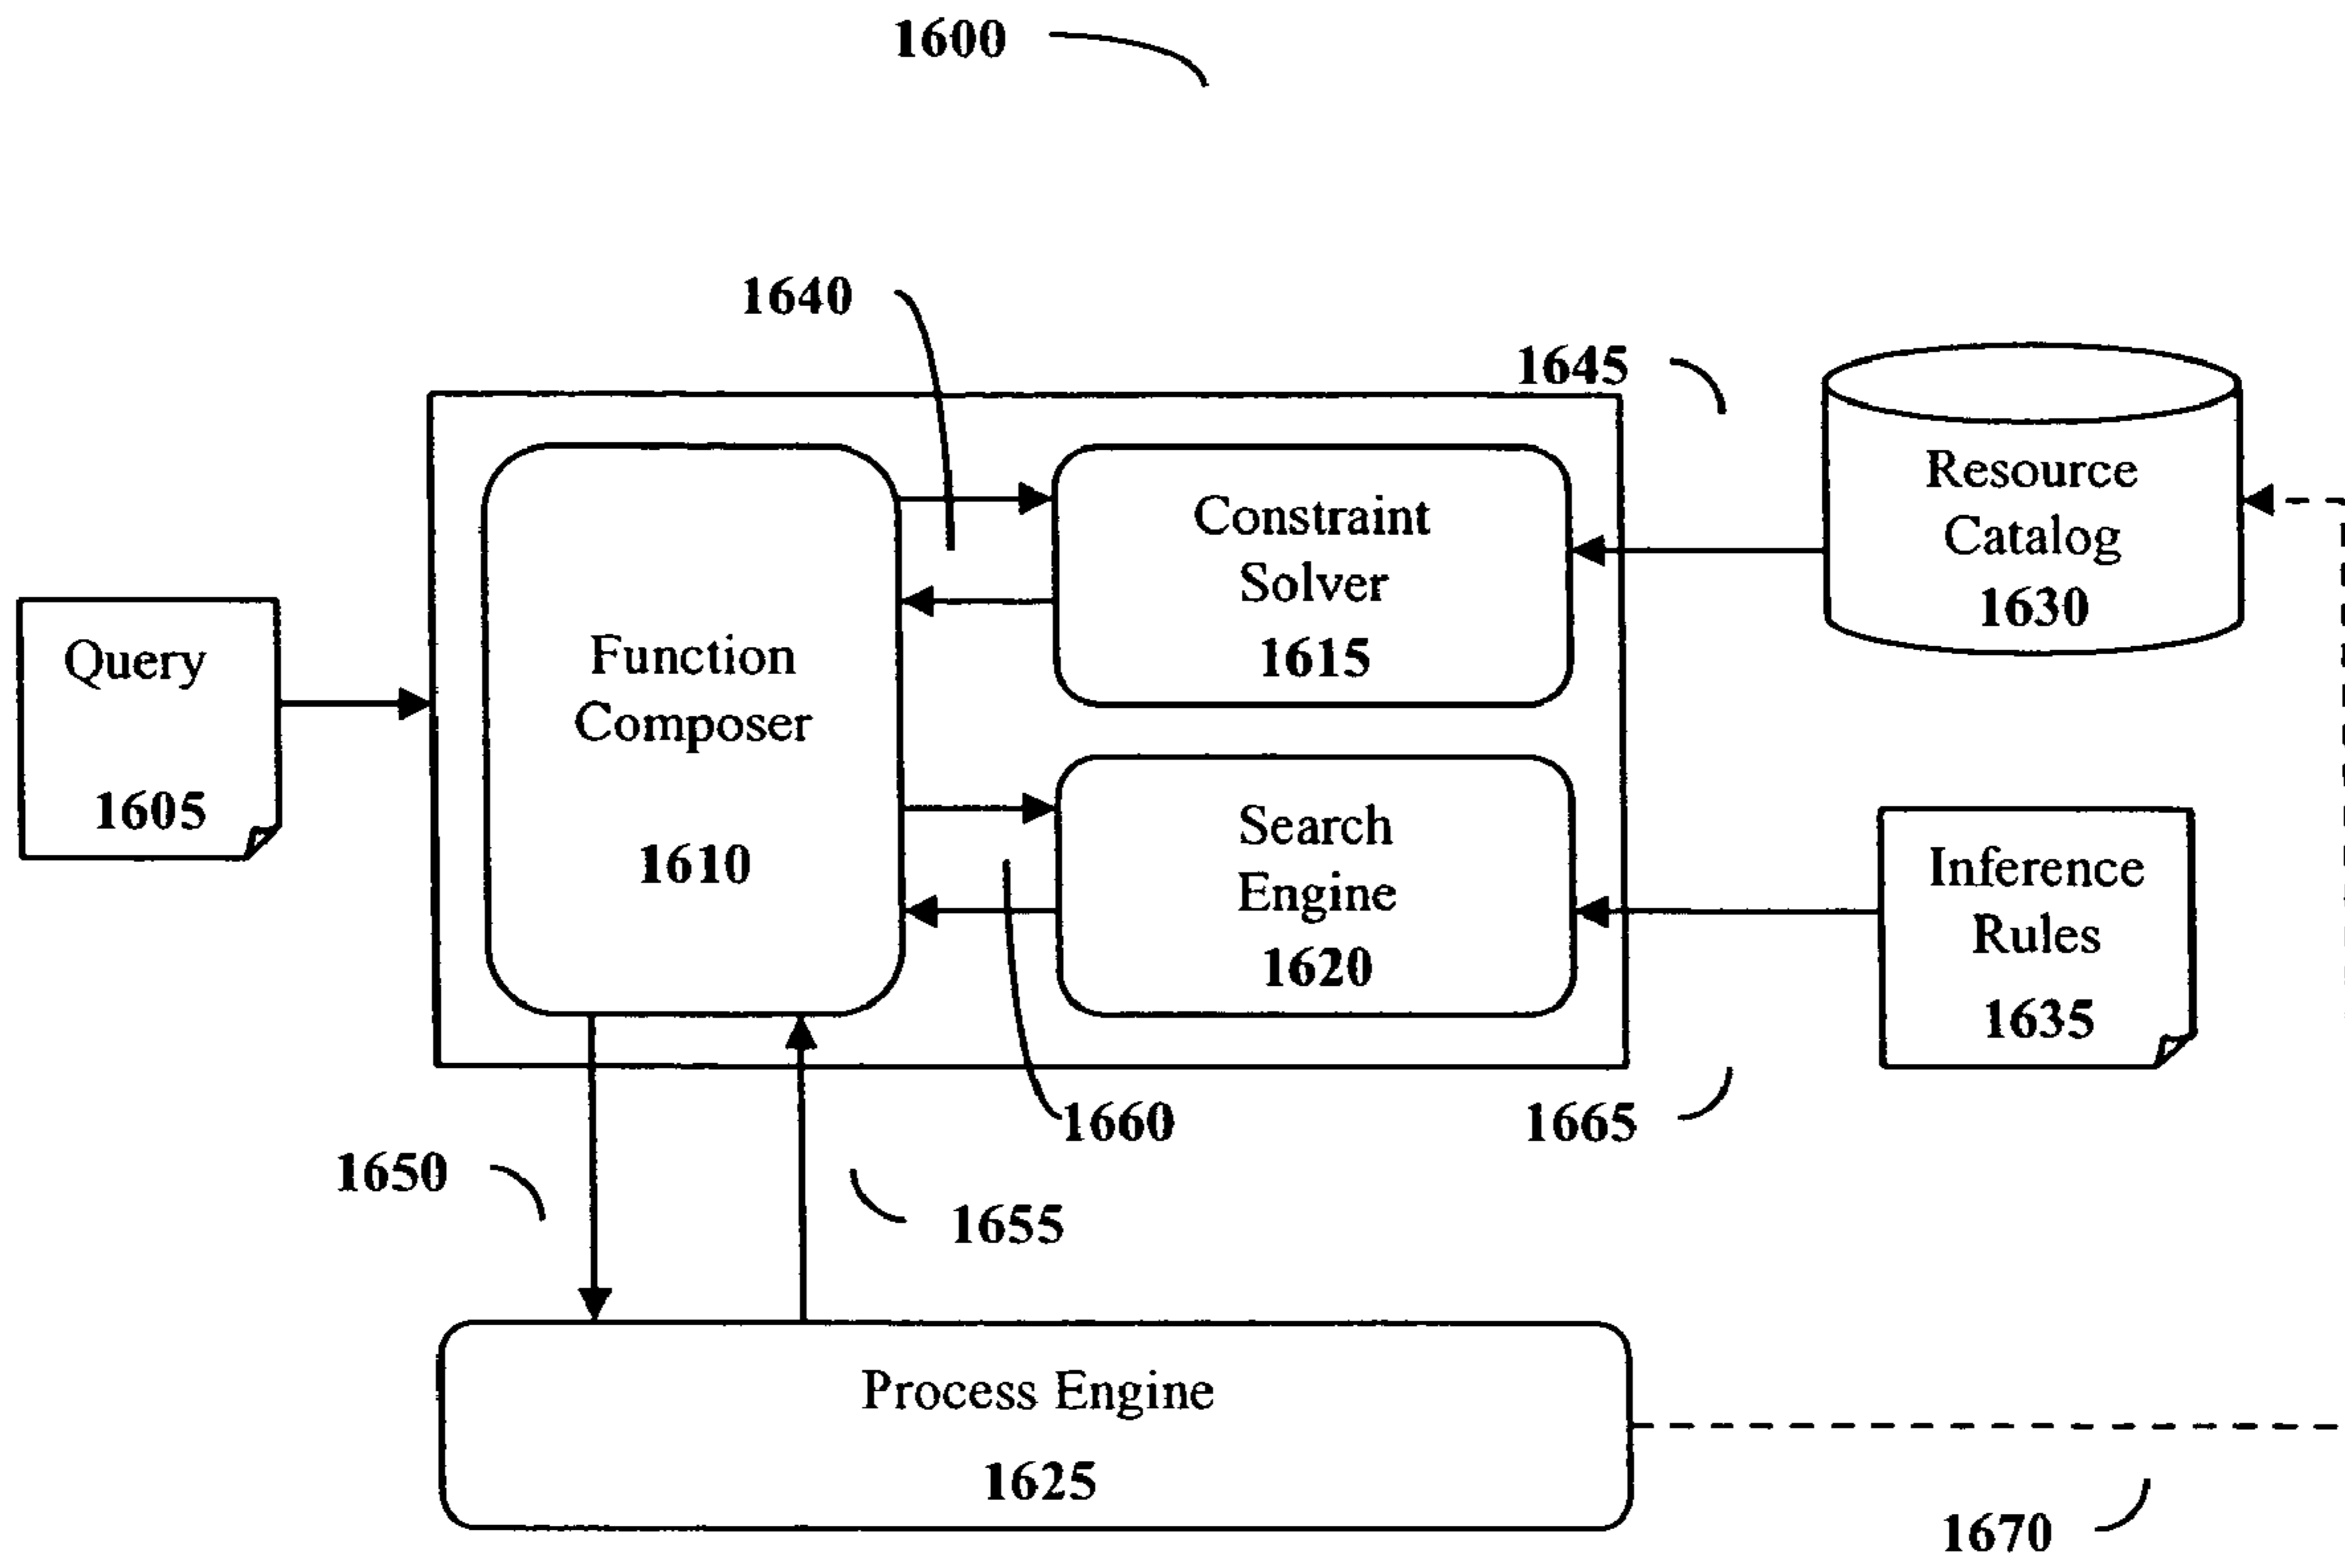 1600
1640
1645
Resource
Catalog
1630
Constraint
Solver
1615
Function
Composer
1610
Query
1605
Search
Engine
1620
Inference
Rules
1635
1660
1665
1650
1655
Process Engine
1625
1670